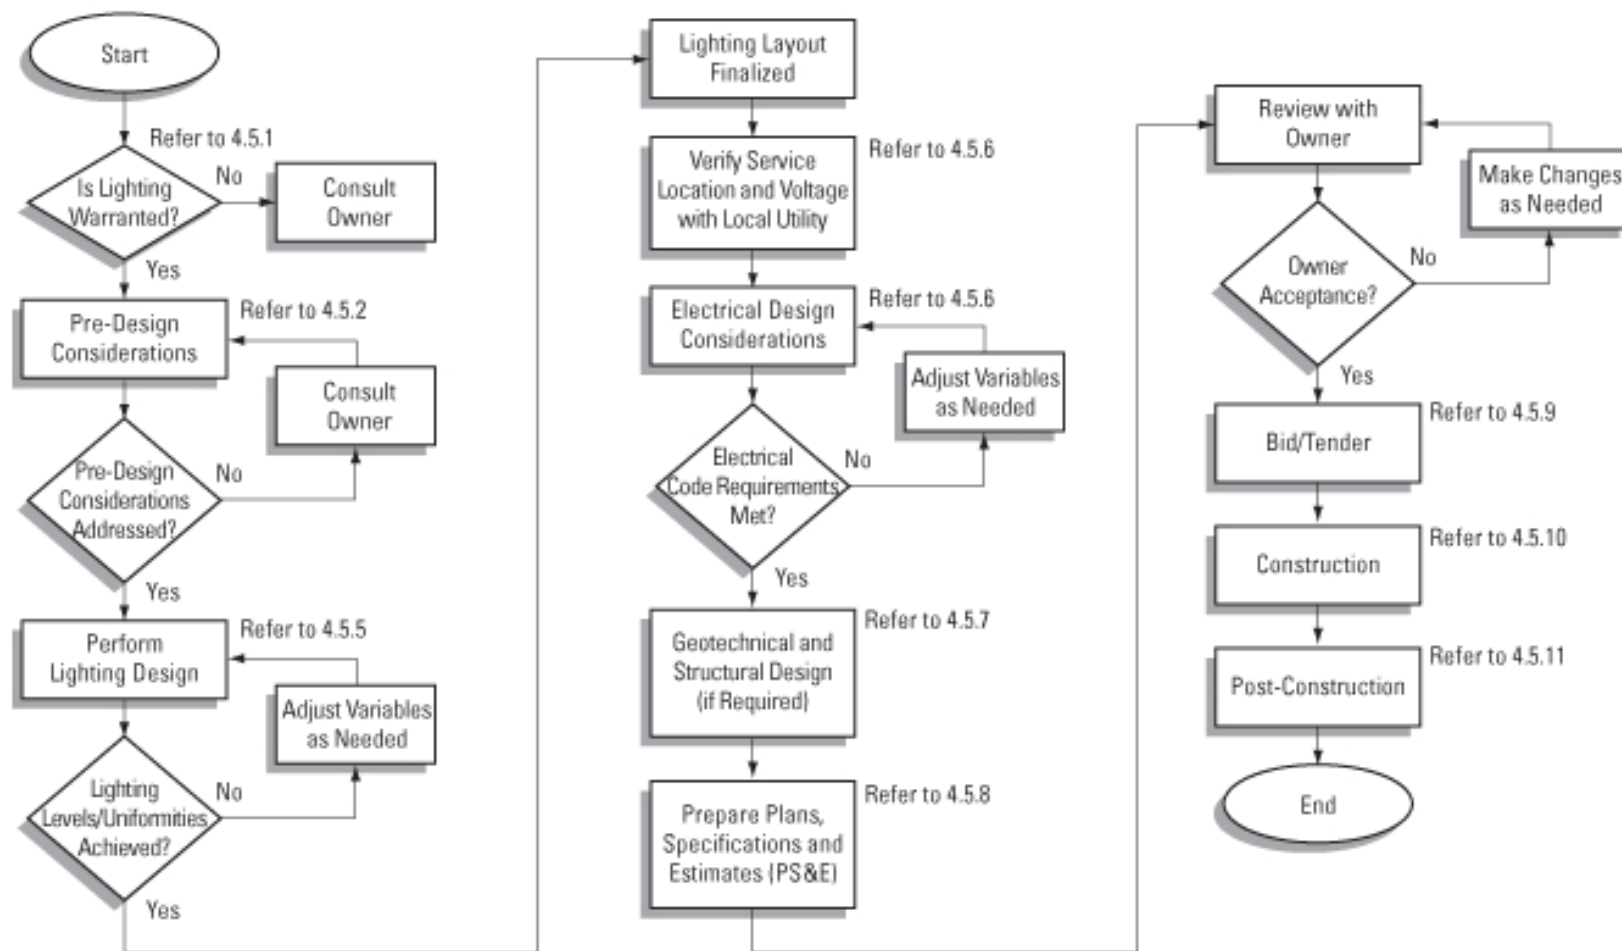 Start
Refer to 4.5.1
Is Lighting
Warranted?
No
Consult
Owner
Yes
Refer to 4.5.2
Pre-Design
Considerations
Consult
Owner
Pre-Design
Considerations
Addressed?
No
Yes
Refer to 4.5.5
Perform
Lighting Design
Adjust Variables
as Needed
Lighting
Levels/Uniformities
Achieved?
No
Yes
Lighting Layout
Finalized
Refer to 4.5.6
Verify Service
Location and Voltage
with Local Utility
Refer to 4.5.6
Electrical Design
Considerations
Adjust Variables
as Needed
Electrical
Code Requirements
Met?
No
Yes
Refer to 4.5.7
Geotechnical and
Structural Design
(if Required)
Refer to 4.5.8
Prepare Plans,
Specifications and
Estimates (PS&E)
Review with
Owner
Make Changes
as Needed
Owner
Acceptance?
No
Yes
Refer to 4.5.9
Bid/Tender
Refer to 4.5.10
Construction
Refer to 4.5.11
Post-Construction
End